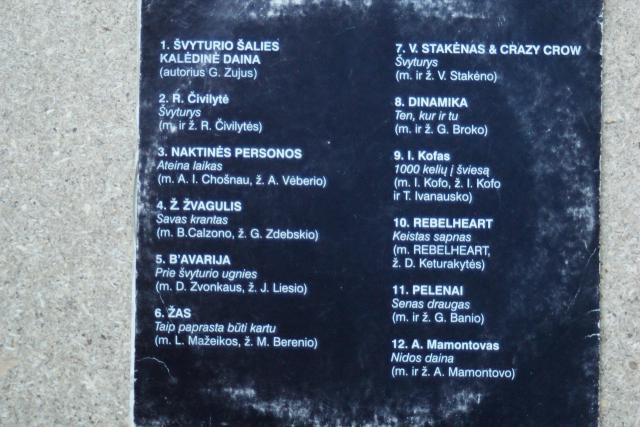 1. ŠVYTURIO ŠALIES
KALĖDINĖ DAINA
(autorius G. Zujus)
2. R. Čivilytė
Švyturys
(m. ir ž. R. Čivilytės)
3. NAKTINĖS PERSONOS
Ateina laikas
(m. A. I. Chošnau, ž. A. Vėberio)
4. Ž. ŽVAGULIS
Savas krantas
(m. B.Calzono, ž. G. Zdebskio)
5. B'AVARIJA
Prie švyturio ugnies
(m. D. Zvonkaus, ž. J. Liesio)
6. ŽAS
Taip paprasta būti kartu
(m. L. Mažeikos, ž. M. Berenio)
7. V. STAKĖNAS & CRAZY CROW
Švyturys
(m. ir ž. V. Stakėno)
8. DINAMIKA
Ten, kur ir tu
(m. ir ž. G. Broko)
9. I. Kofas
1000 kelių į šviesą
(m. I. Kofo, ž. I. Kofo
ir T. Ivanausko)
10. REBELHEART
Keistas sapnas
(m. REBELHEART,
ž. D. Keturakytės)
11. PELENAI
Senas draugas
(m. ir ž. G. Banio)
12. A. Mamontovas
Nidos daina
(m. ir ž. A. Mamontovo)